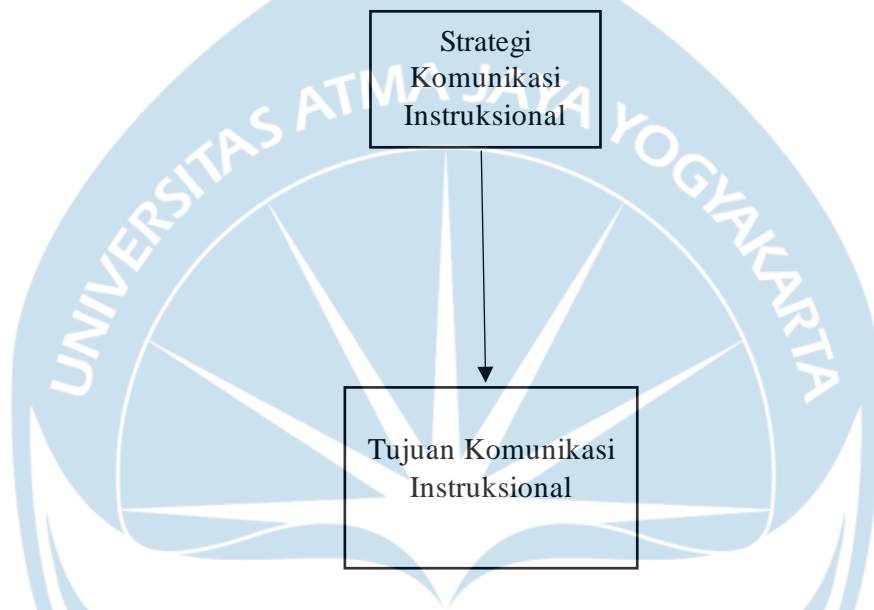 Strategi
Komunikasi
Instruksional
UNIVERSITAS ATMA JAYA YOGYAKARTA
Tujuan Komunikasi
Instruksional